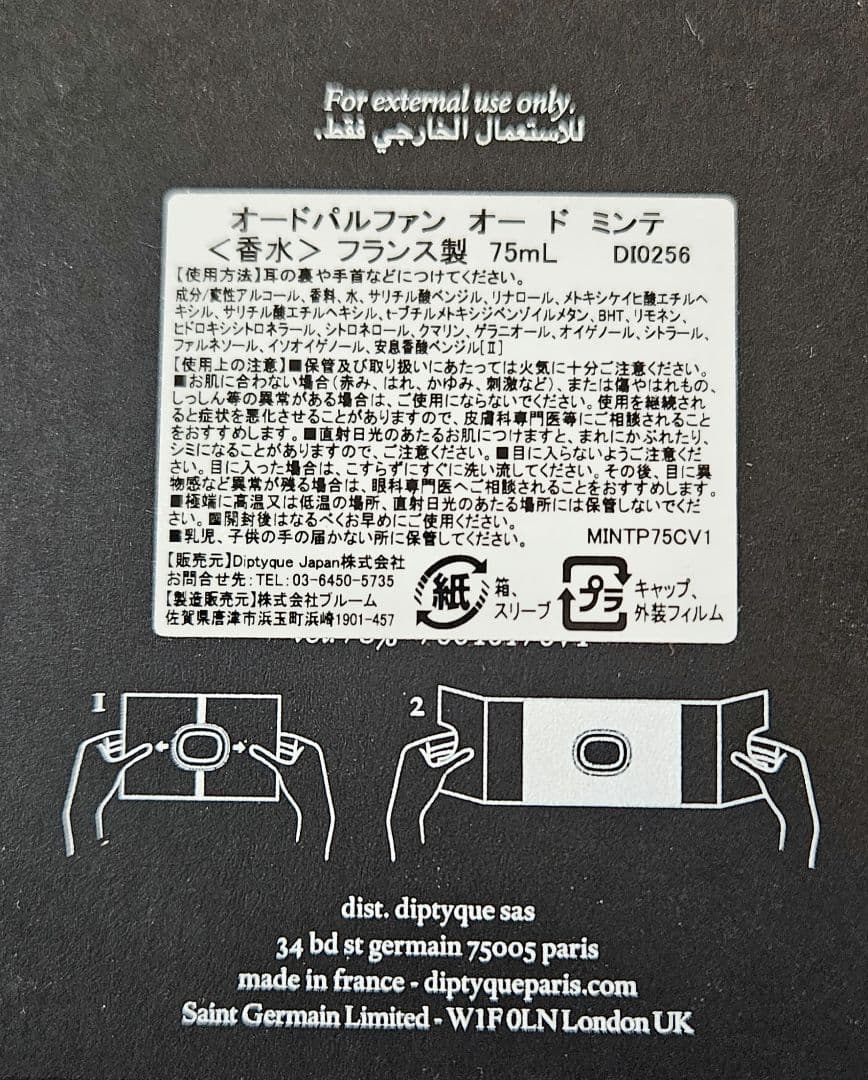 For external use only.
للاستعمال الخارجي فقط.
オードパルファン オー ド ミンテ
＜香水＞ フランス製 75mL DI0256
【使用方法】耳の裏や手首などにつけてください。
成分/変性アルコール、香料、水、サリチル酸ベンジル、リナロール、メトキシケイヒ酸エチルヘ
キシル、サリチル酸エチルヘキシル、t-ブチルメトキシジベンゾイルメタン、BHT、リモネン、
ヒドロキシシトロネラール、シトロネロール、クマリン、ゲラニオール、オイゲノール、シトラール、
ファルネソール、イソオイゲノール、安息香酸ベンジル[Ⅱ]
【使用上の注意】■保管及び取り扱いにあたっては火気に十分ご注意ください。
■お肌に合わない場合(赤み、はれ、かゆみ、刺激など)、または傷やはれもの、
しっしん等の異常がある場合は、ご使用にならないでください。使用を継続され
ると症状を悪化させることがありますので、皮膚科専門医等にご相談されること
をおすすめします。■直射日光のあたるお肌につけますと、まれにかぶれたり、
シミになることがありますので、ご注意ください。■目に入らないようご注意くだ
さい。目に入った場合は、こすらずにすぐに洗い流してください。その後、目に異
物感など異常が残る場合は、眼科専門医へご相談されることをおすすめします。
■極端に高温又は低温の場所、直射日光のあたる場所には保管しないでくだ
さい。■開封後はなるべくお早めにご使用ください。
■乳児、子供の手の届かない所に保管してください。 MINTP75CV1
【販売元】Diptyque Japan株式会社
お問合せ先:TEL:03-6450-5735
【製造販売元】株式会社ブルーム
佐賀県唐津市浜玉町浜崎1901-457
紙 箱、
スリーブ
プラ キャップ、
外装フィルム
1 2
dist. diptyque sas
34 bd st germain 75005 paris
made in france - diptyqueparis.com
Saint Germain Limited - W1F 0LN London UK